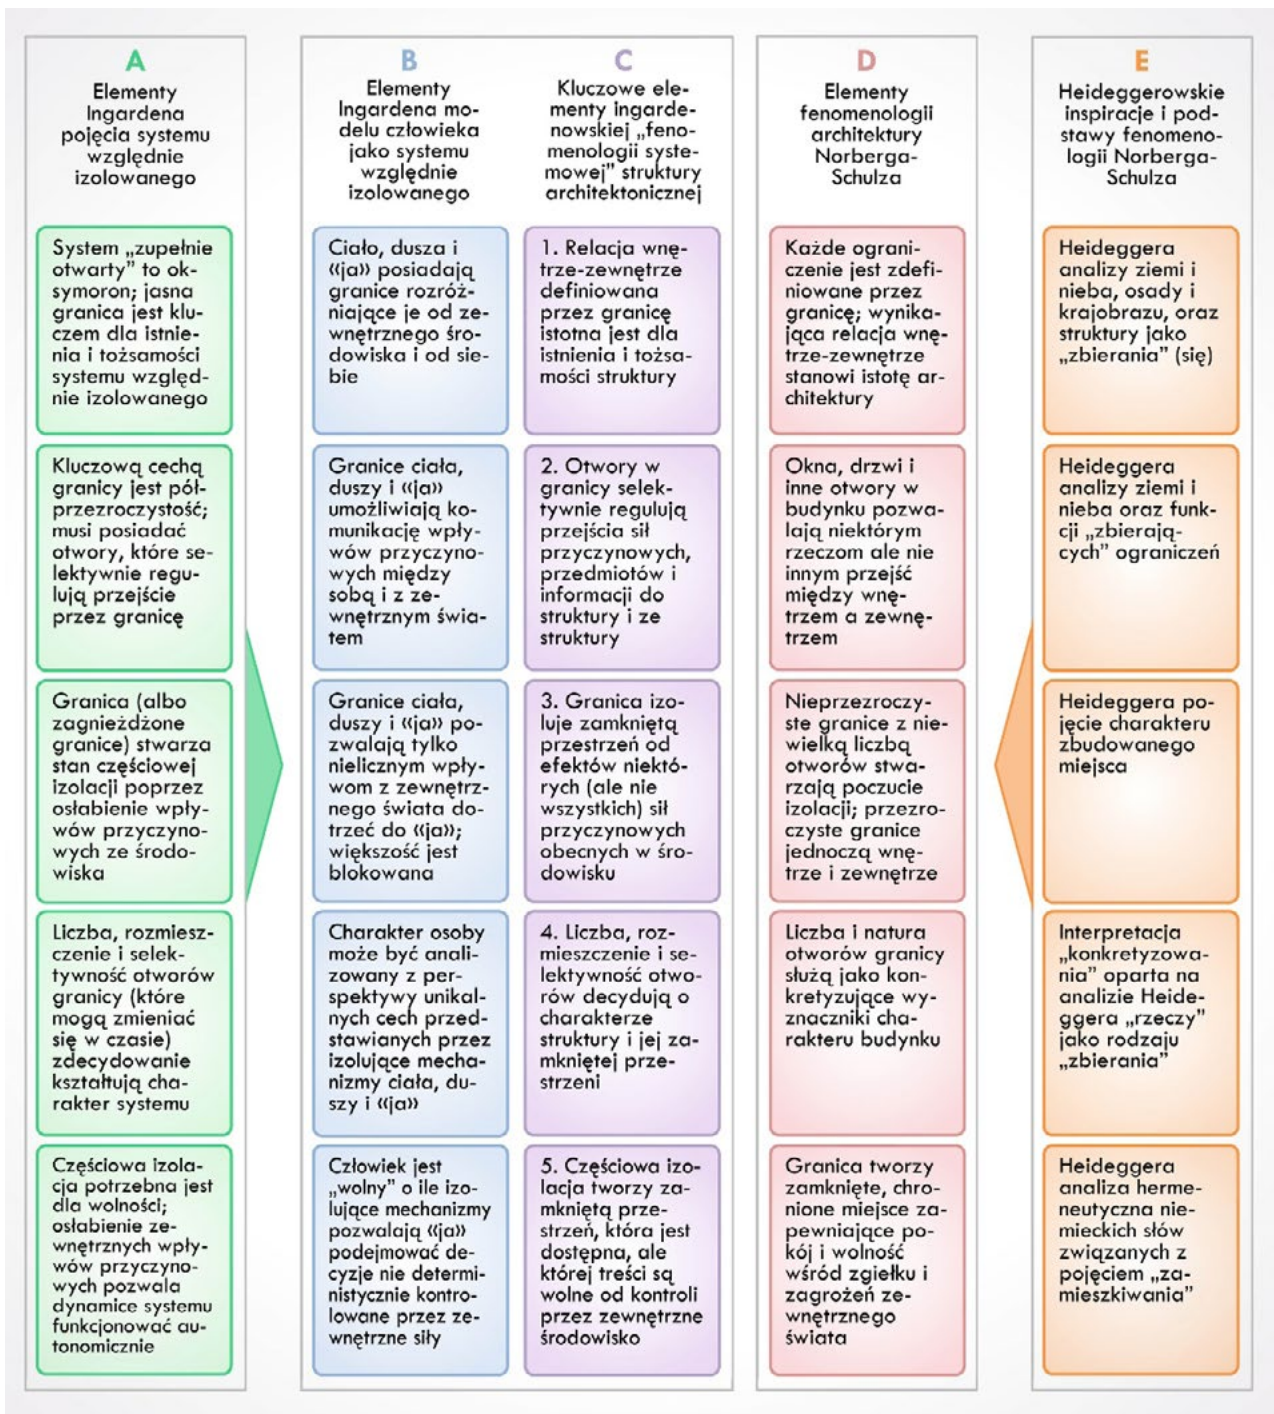 A
Elementy
Ingardena
pojęcia systemu
względnie
izolowanego
System „zupełnie
otwarty” to ok-
symoron; jasna
granica jest klu-
czem dla istnie-
nia i tożsamości
systemu względ-
nie izolowanego
Kluczową cechą
granicy jest pół-
przezroczystość;
musi posiadać
otwory, które se-
lektywnie regu-
lują przejście
przez granicę
Granica (albo
zagnieżdżone
granice) stwarza
stan częściowej
izolacji poprzez
osłabienie wpły-
wów przyczyno-
wych ze środo-
wiska
Liczba, rozmiesz-
czenie i selek-
tywność otworów
granicy (które
mogą zmieniać
się w czasie)
zdecydowanie
kształtują cha-
rakter systemu
Częściowa izola-
cja potrzebna jest
dla wolności;
osłabienie ze-
wnętrznych wpły-
wów przyczyno-
wych pozwala
dynamice systemu
funkcjonować au-
tonomicznie
B
Elementy
Ingardena mo-
delu człowieka
jako systemu
względnie
izolowanego
Ciało, dusza i
«ja» posiadają
granice rozróż-
niające je od ze-
wnętrznego śro-
dowiska i od sie-
bie
Granice ciała,
duszy i «ja»
umożliwiają ko-
munikację wpły-
wów przyczyno-
wych między
sobą i z ze-
wnętrznym świa-
tem
Granice ciała,
duszy i «ja» po-
zwalają tylko
nielicznym wpły-
wom z zewnętrz-
nego świata do-
trzeć do «ja»;
większość jest
blokowana
Charakter osoby
może być anali-
zowany z per-
spektywy unikal-
nych cech przed-
stawianych przez
izolujące mecha-
nizmy ciała, du-
szy i «ja»
Człowiek jest
„wolny” o ile izo-
lujące mechanizmy
pozwalają «ja»
podejmować de-
cyzje nie determi-
nistycznie kontro-
lowane przez ze-
wnętrzne siły
C
Kluczowe ele-
menty ingarde-
nowskiej „feno-
menologii syste-
mowej” struktury
architektonicznej
1. Relacja wnę-
trze-zewnętrze
definiowana
przez granicę
istotna jest dla
istnienia i tożsa-
mości struktury
2. Otwory w
granicy selek-
tywnie regulują
przejścia sił
przyczynowych,
przedmiotów i
informacji do
struktury i ze
struktury
3. Granica izo-
luje zamkniętą
przestrzeń od
efektów niektó-
rych (ale nie
wszystkich) sił
przyczynowych
obecnych w śro-
dowisku
4. Liczba, roz-
mieszczenie i se-
lektywność otwo-
rów decydują o
charakterze
struktury i jej za-
mkniętej prze-
strzeni
5. Częściowa izo-
lacja tworzy za-
mkniętą prze-
strzeń, która jest
dostępna, ale
której treści są
wolne od kontroli
przez zewnętrzne
środowisko
D
Elementy
fenomenologii
architektury
Norberga-
Schulza
Każde ograni-
czenie jest zdefi-
niowane przez
granicę; wynika-
jąca relacja wnę-
trze-zewnętrze
stanowi istotę ar-
chitektury
Okna, drzwi i
inne otwory w
budynku pozwa-
lają niektórym
rzeczom ale nie
innym przejść
między wnę-
trzem a zewnę-
trzem
Nieprzezroczy-
ste granice z nie-
wielką liczbą
otworów stwa-
rzają poczucie
izolacji; przezro-
czyste granice
jednoczą wnę-
trze i zewnętrze
Liczba i natura
otworów granicy
służą jako kon-
kretyzujące wy-
znaczniki cha-
rakteru budynku
Granica tworzy
zamknięte, chro-
nione miejsce za-
pewniające po-
kój i wolność
wśród zgiełku i
zagrożeń ze-
wnętrznego
świata
E
Heideggerowskie
inspiracje i pod-
stawy fenomeno-
logii Norberga-
Schulza
Heideggera
analizy ziemi i
nieba, osady i
krajobrazu, oraz
struktury jako
„zbierania” (się)
Heideggera
analizy ziemi i
nieba oraz funk-
cji „zbierają-
cych” ograniczeń
Heideggera po-
jęcie charakteru
zbudowanego
miejsca
Interpretacja
„konkretyzowa-
nia” oparta na
analizie Heide-
ggera „rzeczy”
jako rodzaju
„zbierania”
Heideggera
analiza herme-
neutyczna nie-
mieckich słów
związanych z
pojęciem „za-
mieszkiwania”